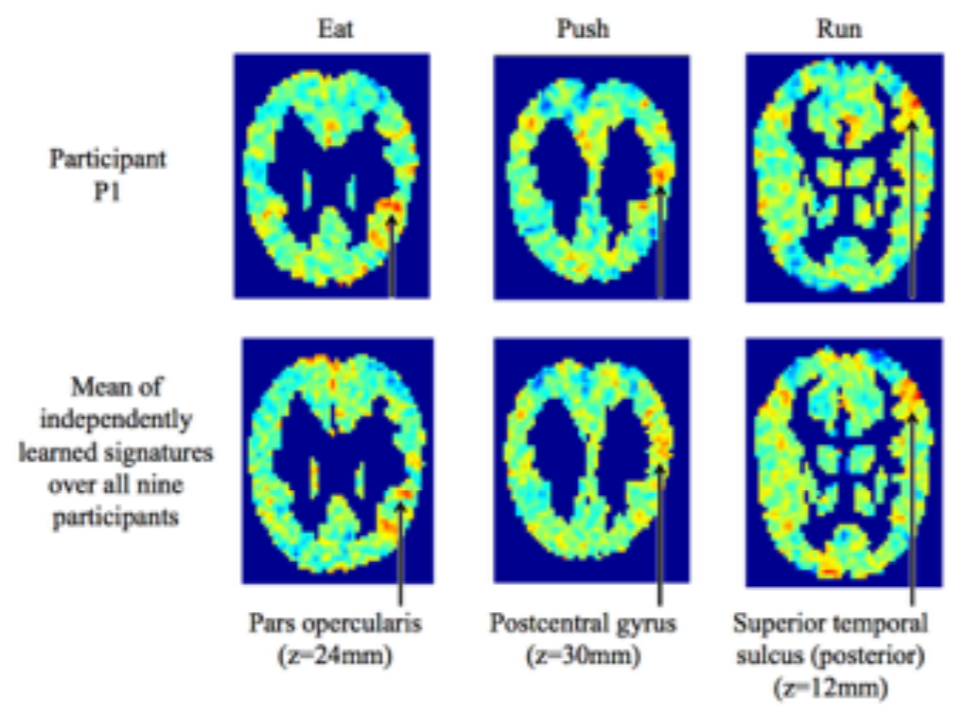 Eat
Push
Run
Participant
P1
Mean of
independently
learned signatures
over all nine
participants
Pars opercularis
(z=24mm)
Postcentral gyrus
(z=30mm)
Superior temporal
sulcus (posterior)
(z=12mm)